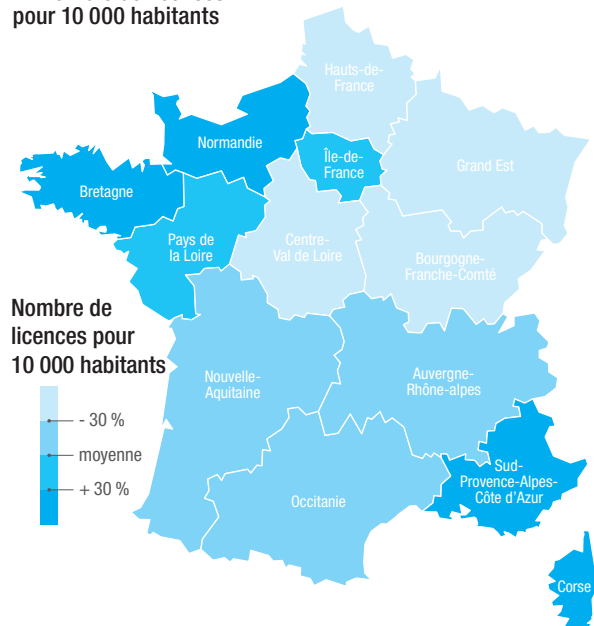 pour 10 000 habitants
Hauts-de-
France
Normandie
Île-de-
France
Grand Est
Bretagne
Pays de
la Loire
Centre-
Val de Loire
Bourgogne-
Franche-Comté
Nombre de
licences pour
10 000 habitants
Nouvelle-
Aquitaine
Auvergne-
Rhône-alpes
- 30 %
moyenne
+ 30 %
Occitanie
Sud-
Provence-Alpes-
Côte d'Azur
Corse